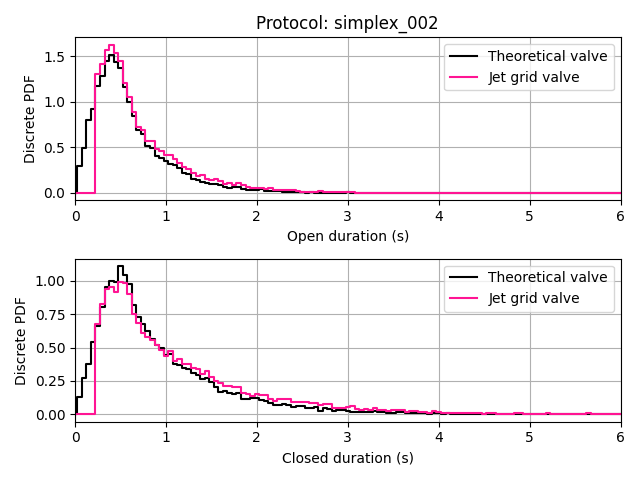 Protocol: simplex_002
1.5
1.0
0.5
0.0
Discrete PDF
Theoretical valve
Jet grid valve
0 1 2 3 4 5 6
Open duration (s)
1.00
0.75
0.50
0.25
0.00
Discrete PDF
Theoretical valve
Jet grid valve
0 1 2 3 4 5 6
Closed duration (s)